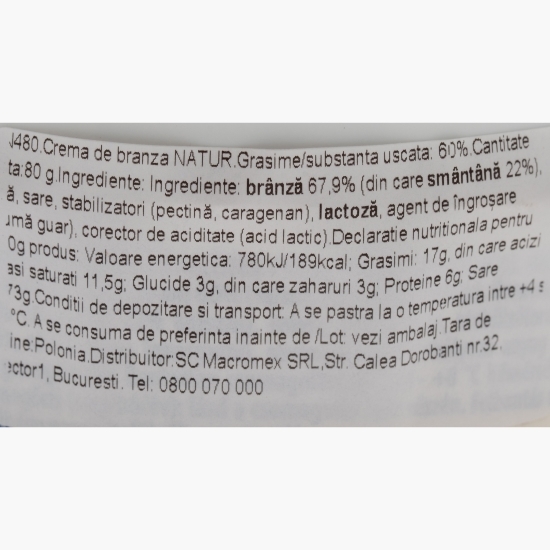 J480.Crema de branza NATUR.Grasime/substanta uscata: 60%.Cantitate
ta:80 g.Ingrediente: Ingrediente: brânză 67,9% (din care smântână 22%),
ă, sare, stabilizatori (pectină, caragenan), lactoză, agent de îngroșare
umă guar), corector de aciditate (acid lactic).Declaratie nutritionala pentru
0g produs: Valoare energetica: 780kJ/189kcal; Grasimi: 17g, din care acizi
asi saturati 11,5g; Glucide 3g, din care zaharuri 3g; Proteine 6g; Sare
73g.Conditii de depozitare si transport: A se pastra la o temperatura intre +4 s
°C. A se consuma de preferinta inainte de /Lot: vezi ambalaj.Tara de
ine:Polonia.Distribuitor:SC Macromex SRL,Str. Calea Dorobanti nr.32,
ector1, Bucuresti. Tel: 0800 070 000